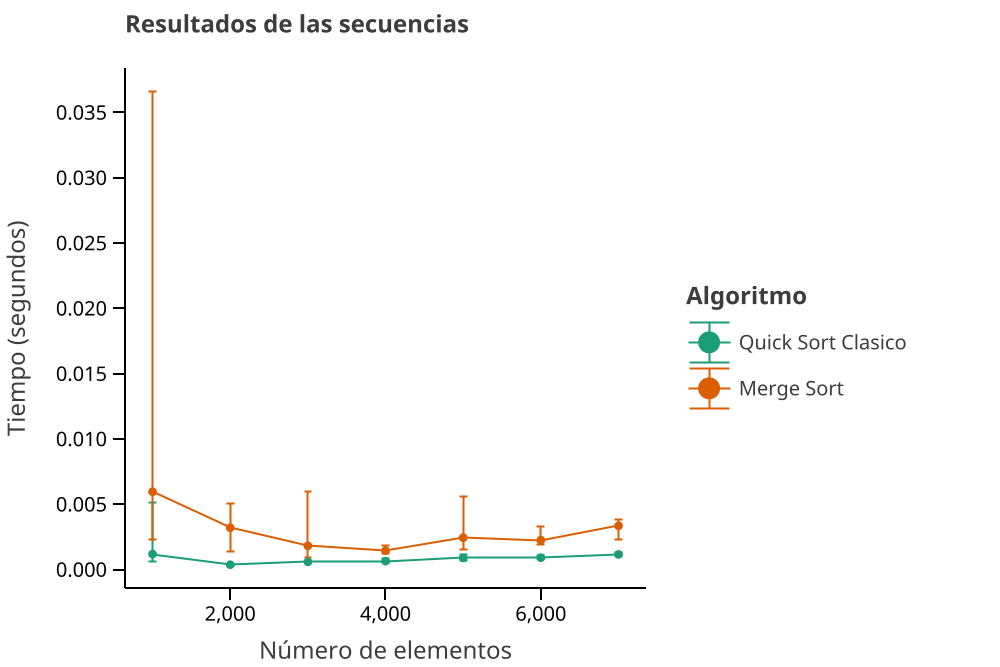 Resultados de las secuencias
Tiempo (segundos)
0.035
0.030
0.025
0.020
0.015
0.010
0.005
0.000
2,000
4,000
6,000
Número de elementos
Algoritmo
Quick Sort Clasico
Merge Sort